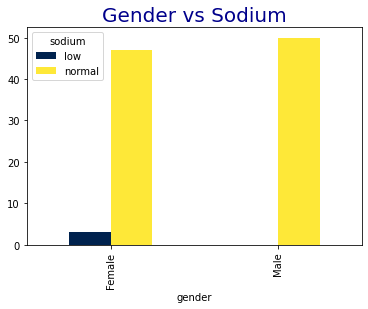 Gender vs Sodium
sodium
low
normal
50
40
30
20
10
0
Female
Male
gender